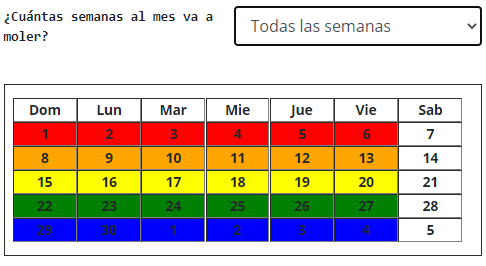 ¿Cuántas semanas al mes va a
moler?
Todas las semanas
Dom Lun Mar Mie Jue Vie Sab
1 2 3 4 5 6 7
8 9 10 11 12 13 14
15 16 17 18 19 20 21
22 23 24 25 26 27 28
29 30 1 2 3 4 5